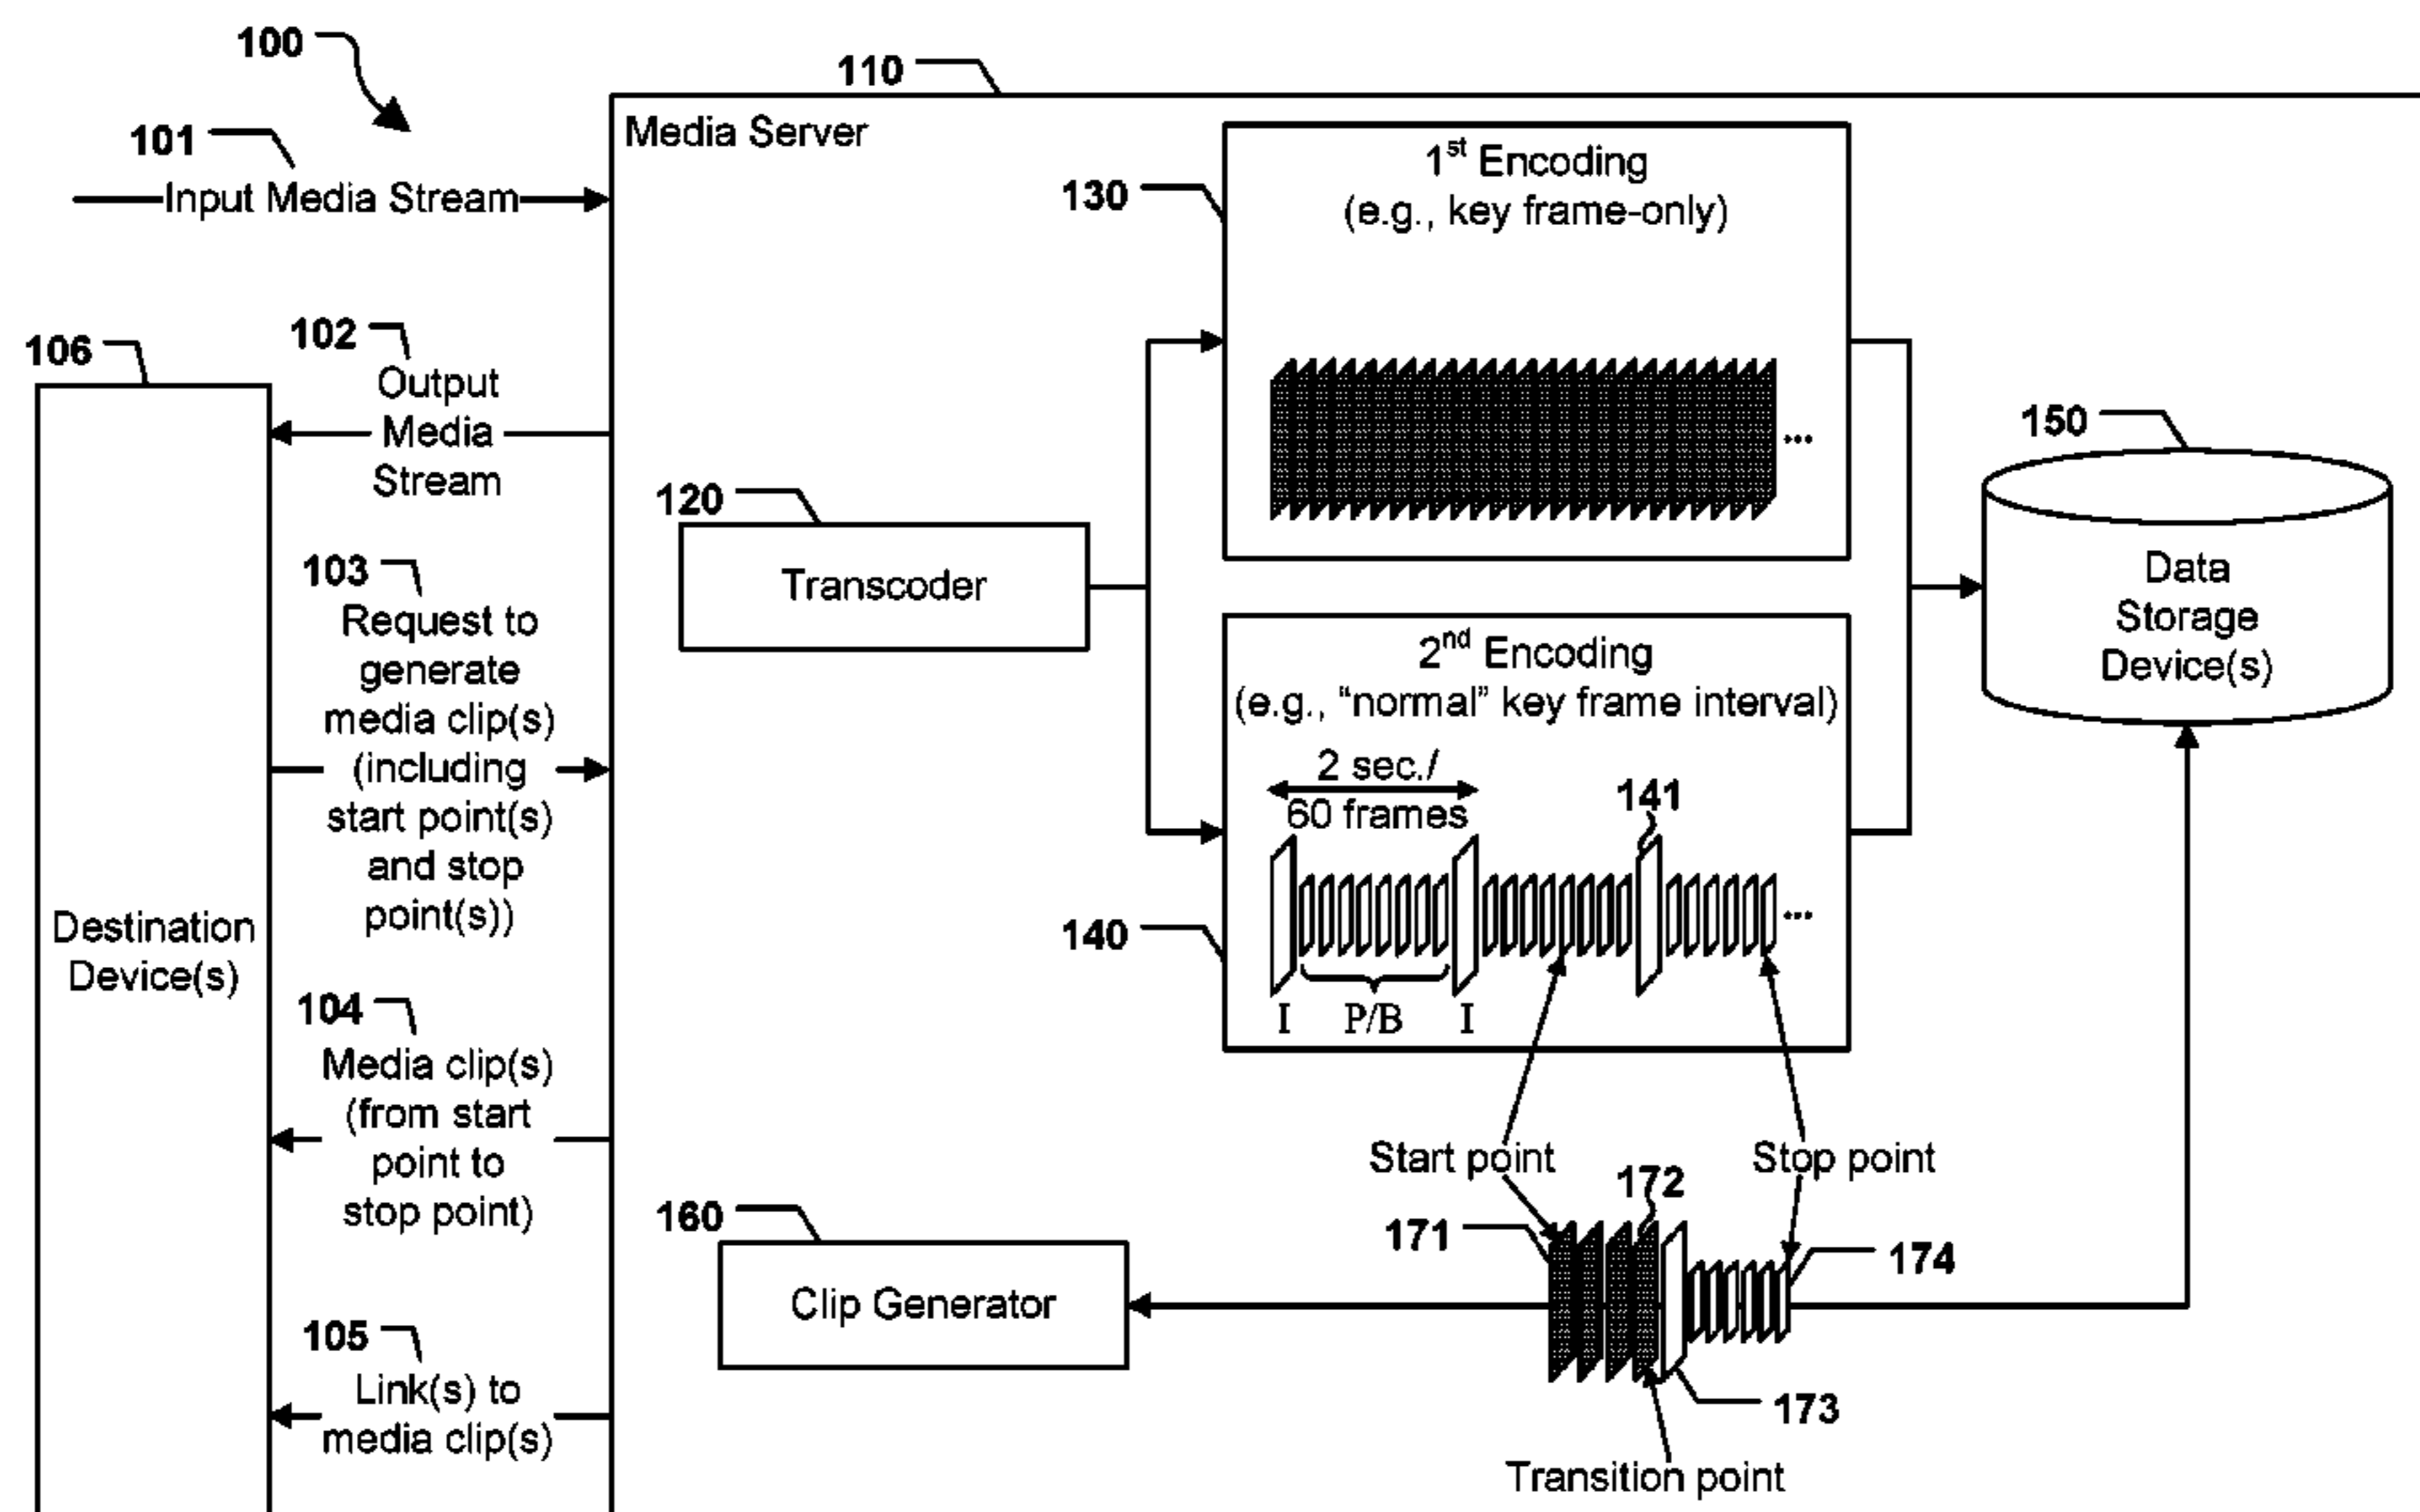 100
110
101
Media Server
Input Media Stream
1st Encoding
(e.g., key frame-only)
130
102
106
Output
Media
Stream
...
150
120
Transcoder
103
Request to
generate
media clip(s)
(including
start point(s)
and stop
point(s))
Data
Storage
Device(s)
2nd Encoding
(e.g., “normal” key frame interval)
2 sec./
60 frames
141
...
140
I
P/B
I
Destination
Device(s)
104
Media clip(s)
(from start
point to
stop point)
Start point
Stop point
172
160
171
174
Clip Generator
105
Link(s) to
media clip(s)
173
Transition point